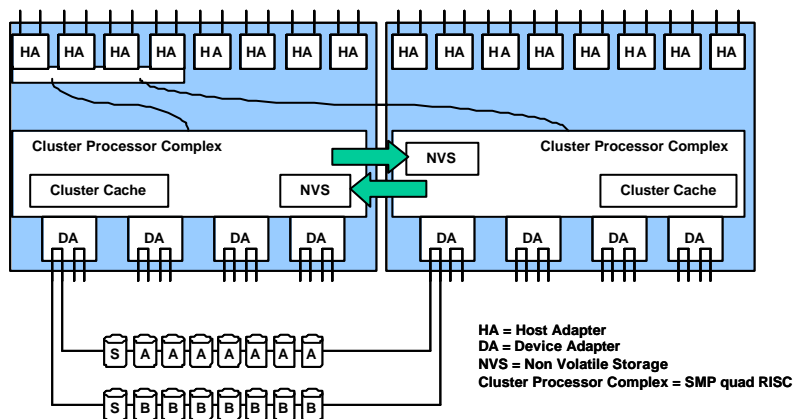 HA HA HA HA HA HA HA HA HA HA HA HA HA HA HA HA
Cluster Processor Complex
Cluster Processor Complex
NVS
Cluster Cache
NVS
Cluster Cache
DA DA DA DA DA DA DA DA
S A A A A A A A
S B B B B B B B
HA = Host Adapter
DA = Device Adapter
NVS = Non Volatile Storage
Cluster Processor Complex = SMP quad RISC